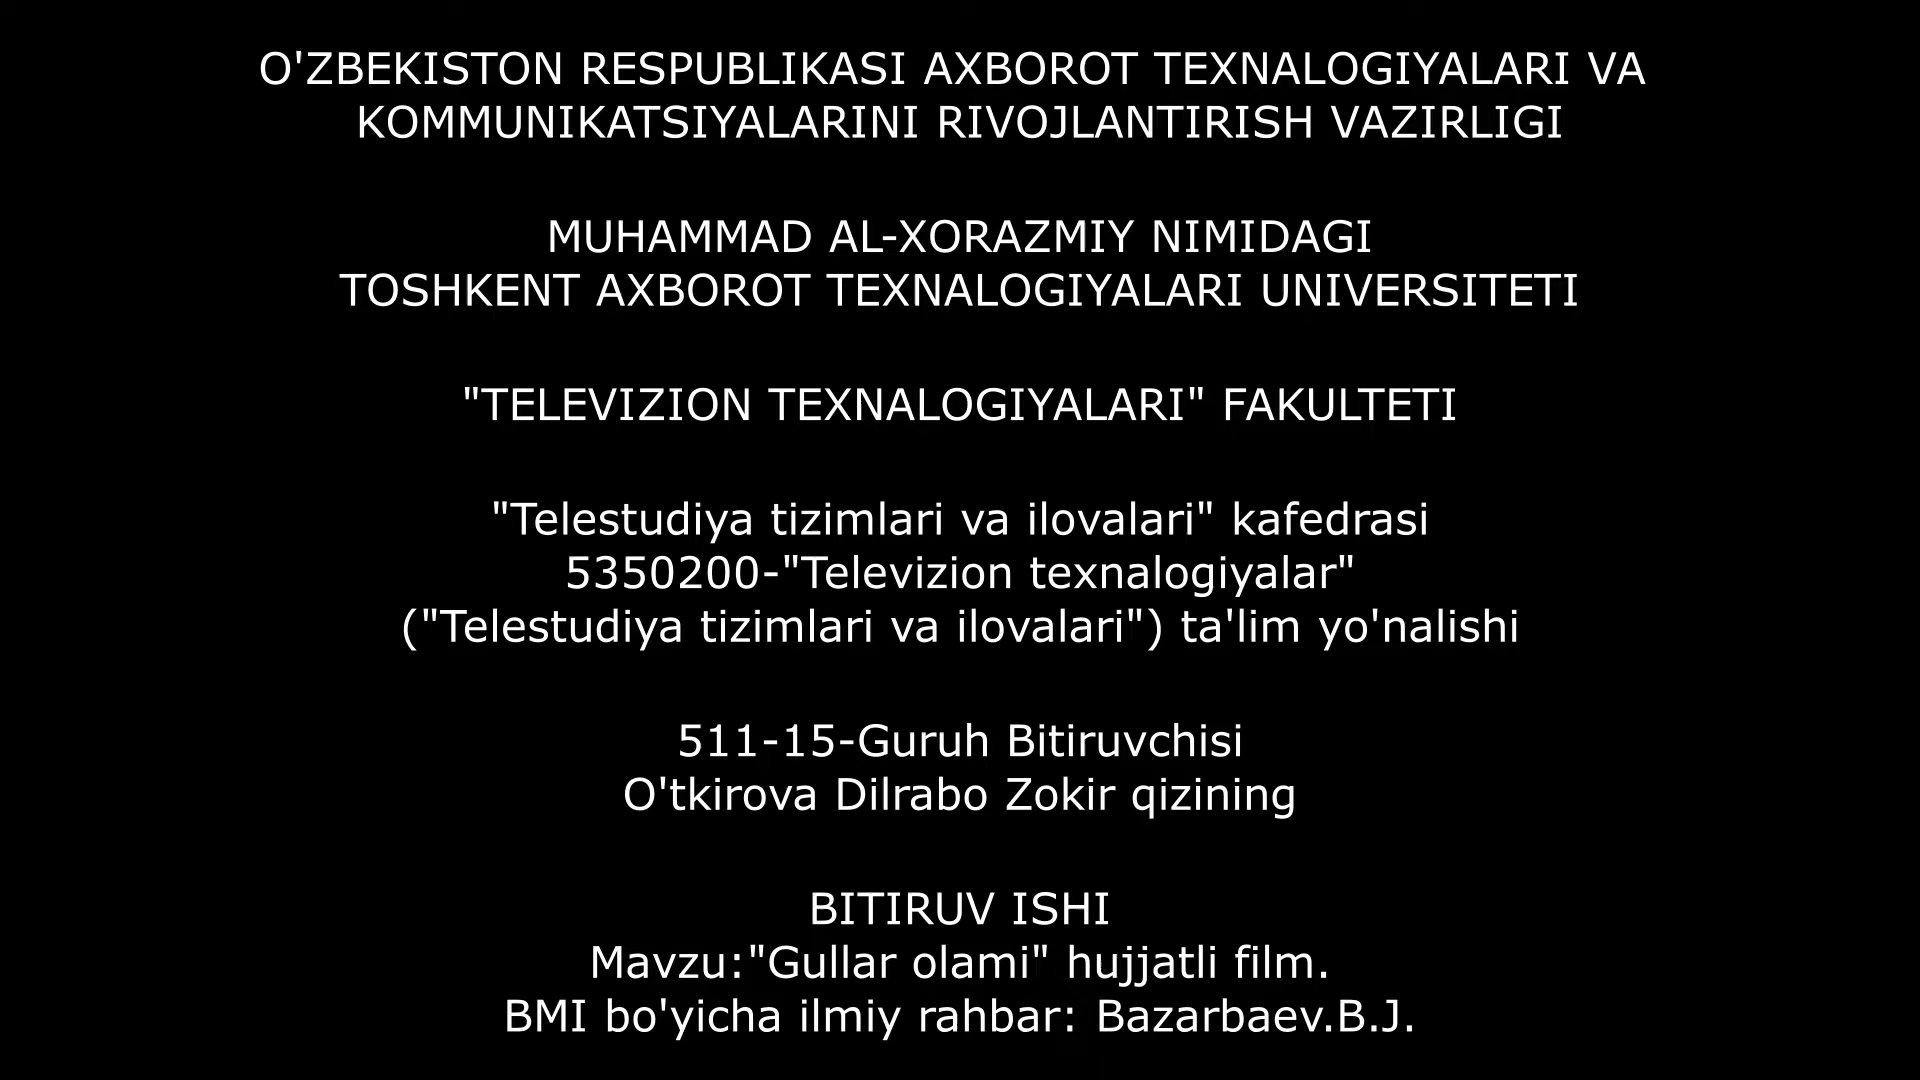 O'ZBEKISTON RESPUBLIKASI AXBOROT TEXNALOGIYALARI VA
KOMMUNIKATSIYALARINI RIVOJLANTIRISH VAZIRLIGI
MUHAMMAD AL-XORAZMIY NIMIDAGI
TOSHKENT AXBOROT TEXNALOGIYALARI UNIVERSITETI
"TELEVIZION TEXNALOGIYALARI" FAKULTETI
"Telestudiya tizimlari va ilovalari" kafedrasi
5350200-"Televizion texnalogiyalar"
("Telestudiya tizimlari va ilovalari") ta'lim yo'nalishi
511-15-Guruh Bitiruvchisi
O'tkirova Dilrabo Zokir qizining
BITIRUV ISHI
Mavzu:"Gullar olami" hujjatli film.
BMI bo'yicha ilmiy rahbar: Bazarbaev.B.J.